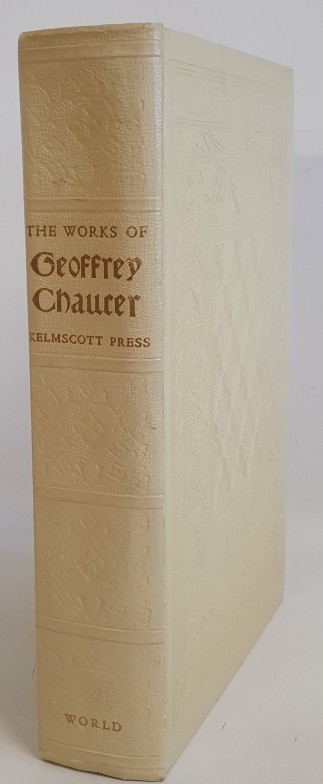 THE WORKS OF
Geoffrey
Chaucer
KELMSCOTT PRESS
WORLD